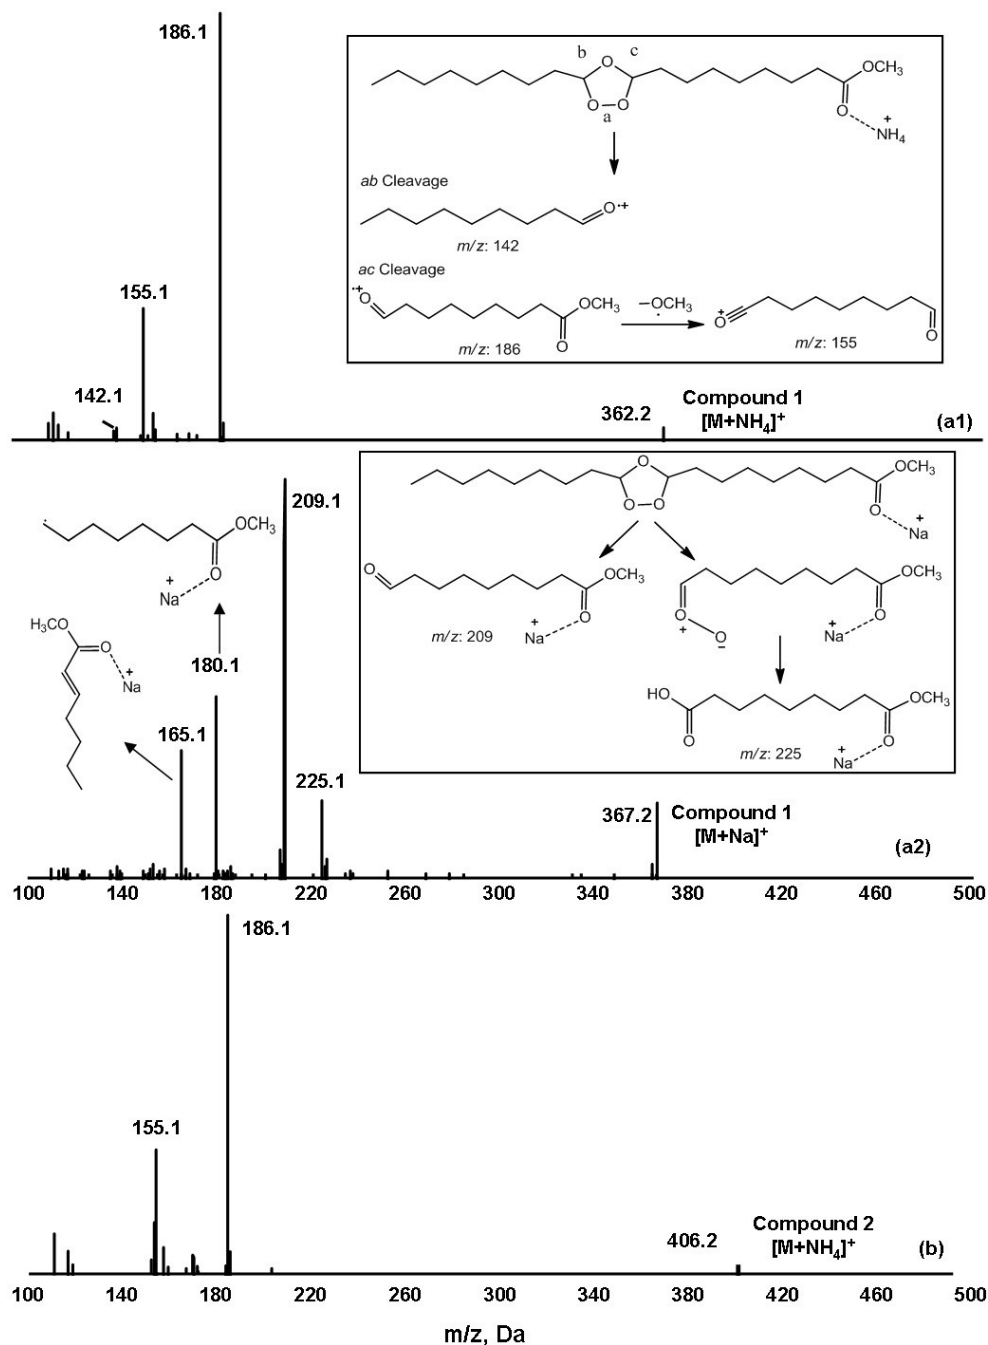 186.1
b
c
O
OCH₃
O
O
O
a
+
NH₄
ab Cleavage
O·+
m/z: 142
ac Cleavage
155.1
·+
O
OCH₃
O
m/z: 186
−OCH₃
·
+
O
O
m/z: 155
142.1
362.2
Compound 1
[M+NH₄]⁺
(a1)
209.1
O
O
O
OCH₃
O
+
Na
OCH₃
O
+
Na
O
OCH₃
O
+
Na
m/z: 209
OCH₃
O
+
O
−
O
+
Na
H₃CO
O
+
Na
180.1
165.1
HO
O
OCH₃
O
+
Na
m/z: 225
225.1
367.2
Compound 1
[M+Na]⁺
(a2)
100 140 180 220 260 300 340 380 420 460 500
186.1
155.1
406.2
Compound 2
[M+NH₄]⁺
(b)
100 140 180 220 260 300 340 380 420 460 500
m/z, Da